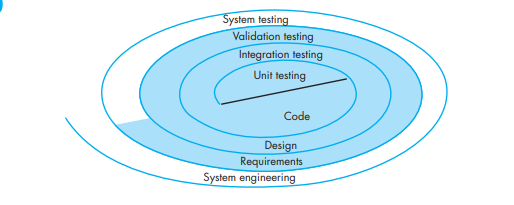 System testing
Validation testing
Integration testing
Unit testing
Code
Design
Requirements
System engineering